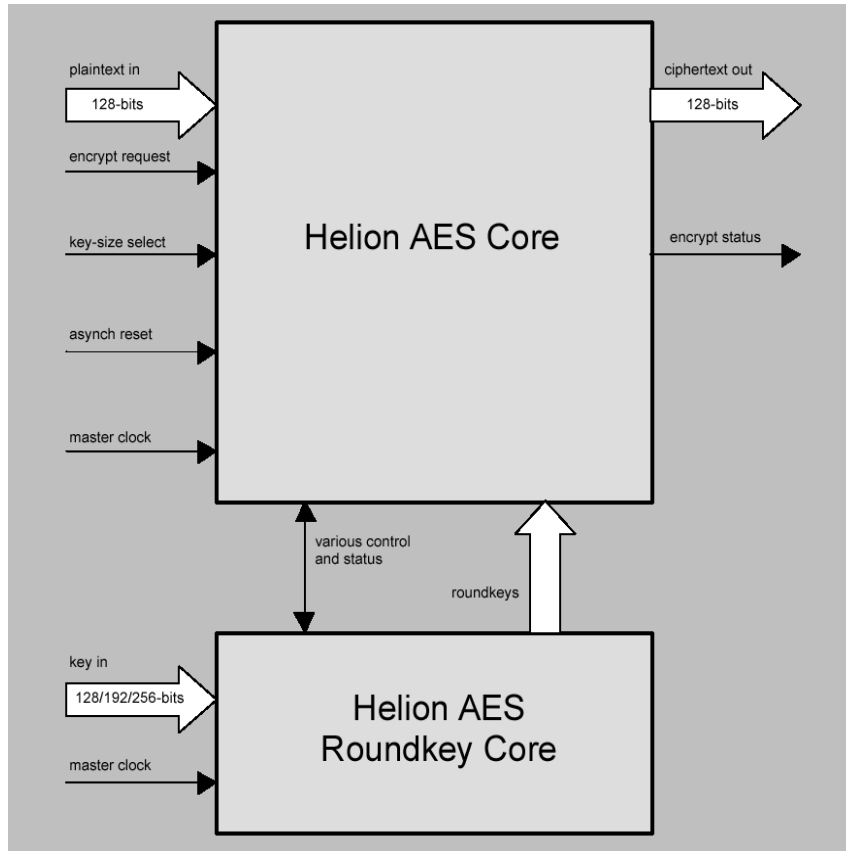 plaintext in
128-bits
ciphertext out
128-bits
encrypt request
key-size select
encrypt status
asynch reset
master clock
Helion AES Core
various control
and status
roundkeys
key in
128/192/256-bits
master clock
Helion AES
Roundkey Core